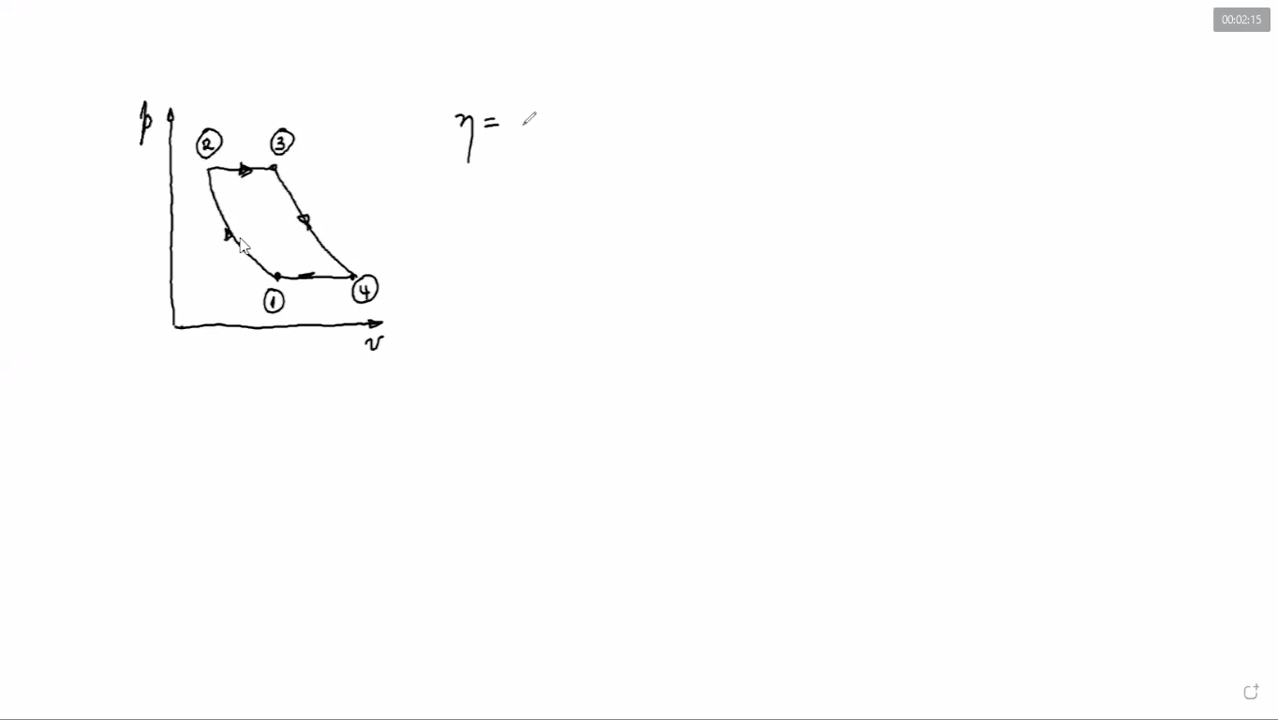 00:02:15
p
η =
② ③
① ④
v